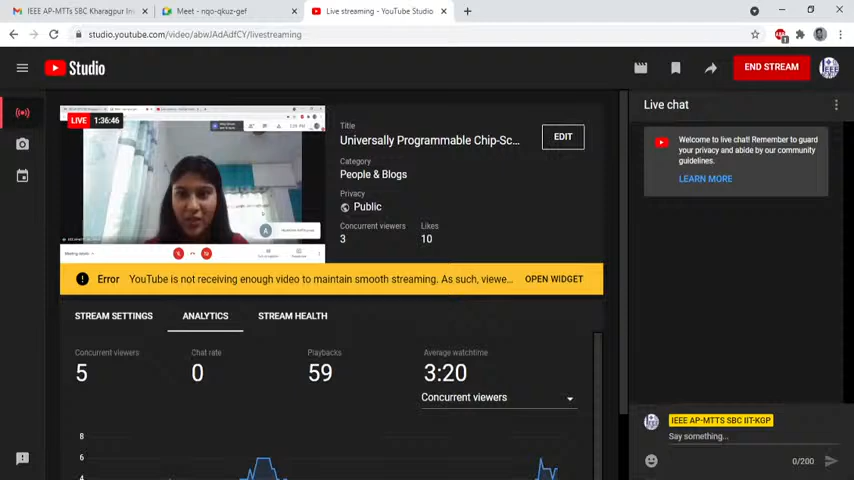 IEEE AP-MTTs SBC Kharagpur In
Meet - nqo-qkuz-gef
Live streaming - YouTube Studio
studio.youtube.com/video/abwJAdAdfCY/livestreaming
1
Studio
END STREAM
LIVE 1:36:46
Title
Universally Programmable Chip-Sc...
EDIT
Category
People & Blogs
Privacy
Public
Concurrent viewers
Likes
3
10
A
Error
YouTube is not receiving enough video to maintain smooth streaming. As such, viewe...
OPEN WIDGET
STREAM SETTINGS
ANALYTICS
STREAM HEALTH
Concurrent viewers
Chat rate
Playbacks
Average watchtime
5
0
59
3:20
Concurrent viewers
8
6
4
Live chat
Welcome to live chat! Remember to guard
your privacy and abide by our community
guidelines.
LEARN MORE
IEEE AP-MTTS SBC IIT-KGP
Say something...
0/200